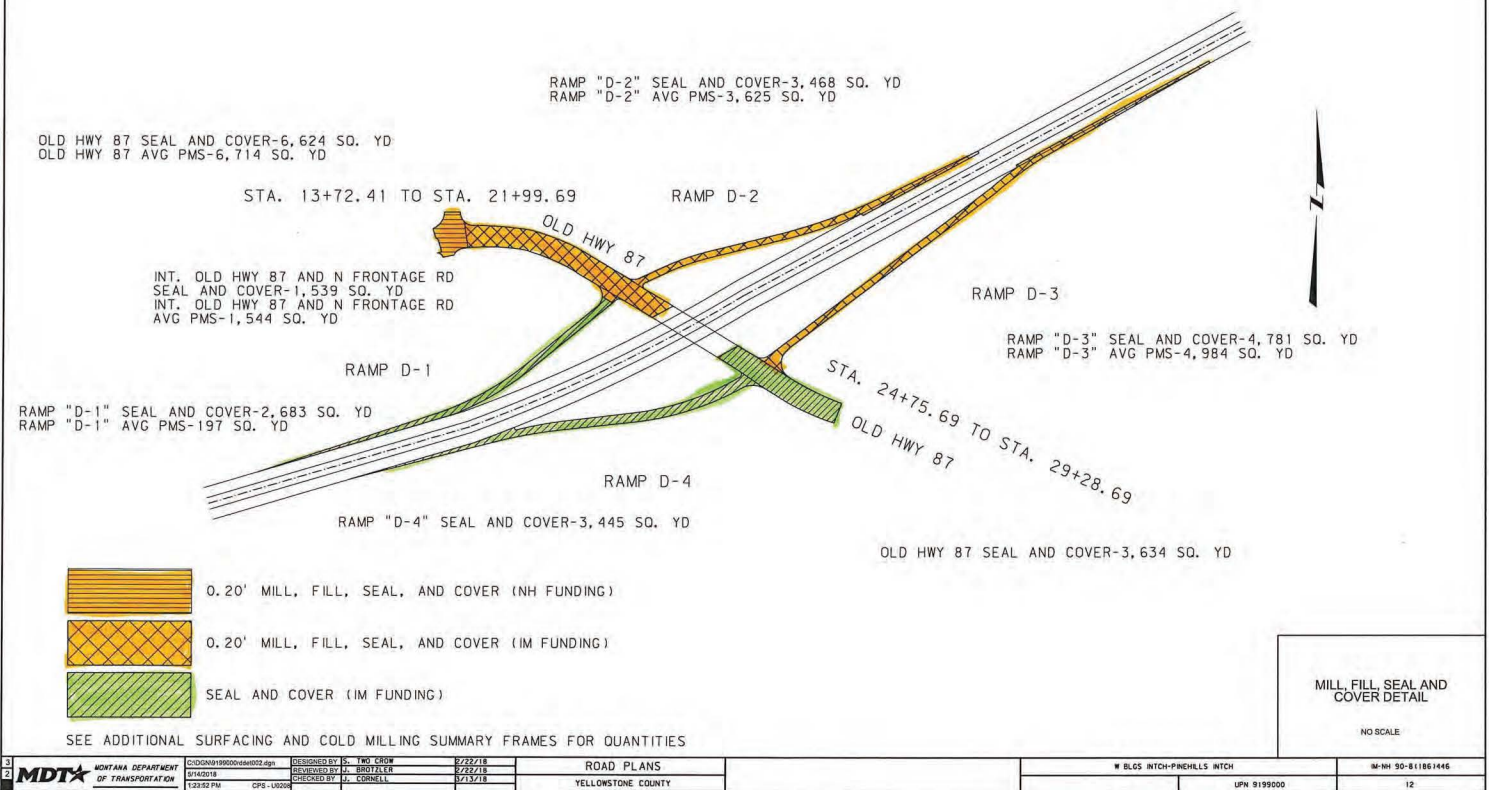 RAMP "D-2" SEAL AND COVER-3,468 SQ. YD
RAMP "D-2" AVG PMS-3,625 SQ. YD
OLD HWY 87 SEAL AND COVER-6,624 SQ. YD
OLD HWY 87 AVG PMS-6,714 SQ. YD
STA. 13+72.41 TO STA. 21+99.69
RAMP D-2
OLD HWY 87
N
INT. OLD HWY 87 AND N FRONTAGE RD
SEAL AND COVER-1,539 SQ. YD
INT. OLD HWY 87 AND N FRONTAGE RD
AVG PMS-1,544 SQ. YD
RAMP D-3
RAMP "D-3" SEAL AND COVER-4,781 SQ. YD
RAMP "D-3" AVG PMS-4,984 SQ. YD
RAMP D-1
STA. 24+75.69 TO STA. 29+28.69
OLD HWY 87
RAMP "D-1" SEAL AND COVER-2,683 SQ. YD
RAMP "D-1" AVG PMS-197 SQ. YD
RAMP D-4
RAMP "D-4" SEAL AND COVER-3,445 SQ. YD
OLD HWY 87 SEAL AND COVER-3,634 SQ. YD
0.20' MILL, FILL, SEAL, AND COVER (NH FUNDING)
0.20' MILL, FILL, SEAL, AND COVER (IM FUNDING)
SEAL AND COVER (IM FUNDING)
SEE ADDITIONAL SURFACING AND COLD MILLING SUMMARY FRAMES FOR QUANTITIES
MILL, FILL, SEAL AND
COVER DETAIL
NO SCALE
3
2
MDT MONTANA DEPARTMENT
OF TRANSPORTATION
C:\DGN\9199000rddet002.dgn
5/14/2018
1:23:52 PM CPS - U0208
DESIGNED BY S. TWO CROW 2/22/18
REVIEWED BY J. BROTZLER 2/22/18
CHECKED BY J. CORNELL 3/13/18
ROAD PLANS
YELLOWSTONE COUNTY
W BLGS INTCH-PINEHILLS INTCH
UPN 9199000
12